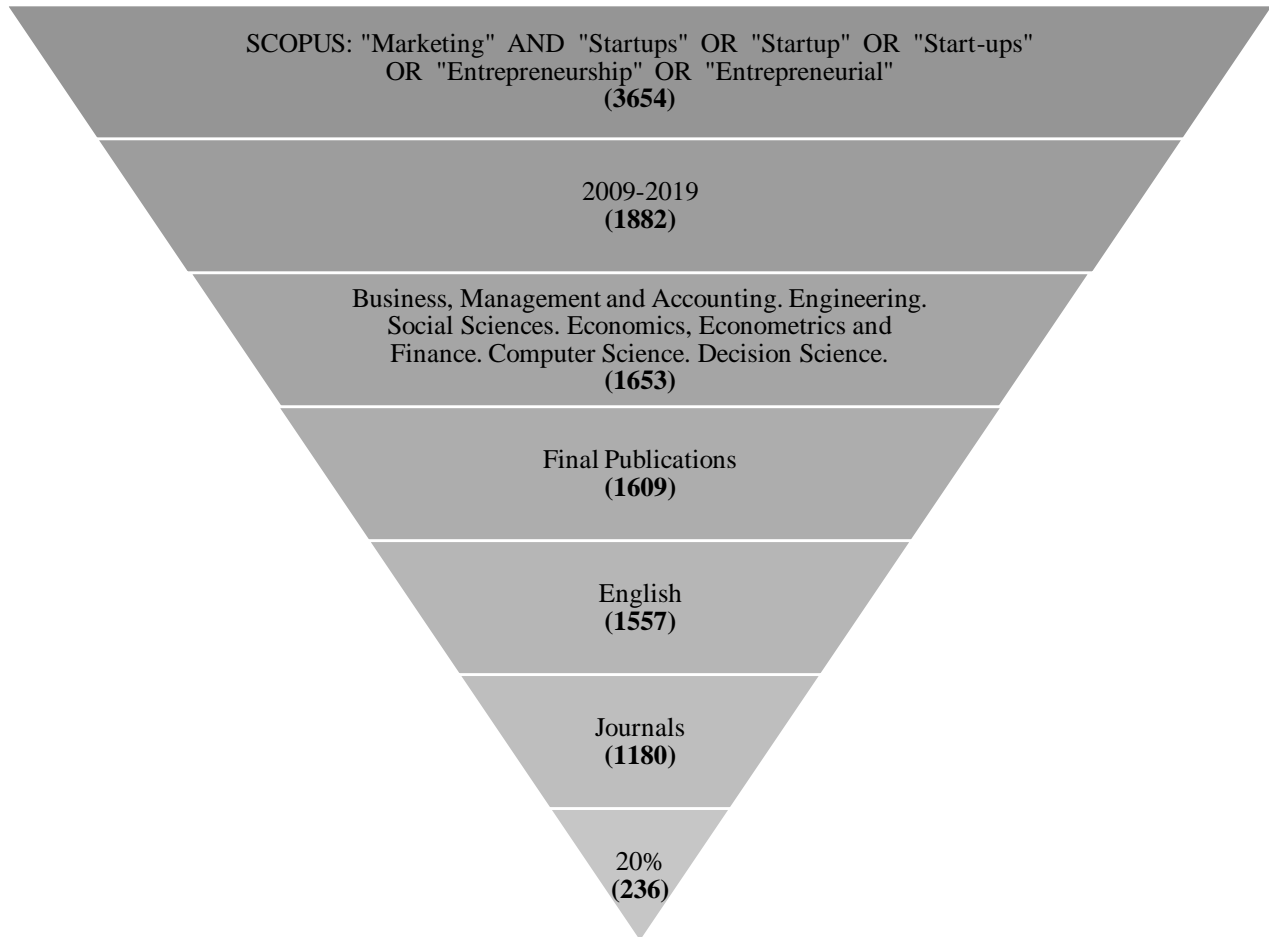 SCOPUS: "Marketing" AND "Startups" OR "Startup" OR "Start-ups"
OR "Entrepreneurship" OR "Entrepreneurial"
(3654)
2009-2019
(1882)
Business, Management and Accounting. Engineering.
Social Sciences. Economics, Econometrics and
Finance. Computer Science. Decision Science.
(1653)
Final Publications
(1609)
English
(1557)
Journals
(1180)
20%
(236)